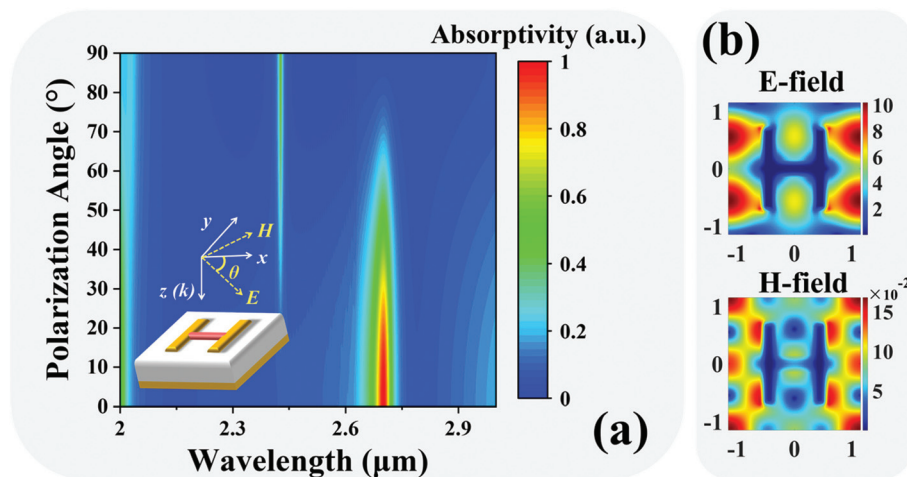 Absorptivity (a.u.)
90
80
70
60
50
40
30
20
10
0
Polarization Angle (°)
2
2.3
2.6
2.9
Wavelength (μm)
y
H
x
θ
z (k)
E
1
0.8
0.6
0.4
0.2
0
(a)
(b)
E-field
1
0
-1
-1 0 1
10
8
6
4
2
H-field
×10⁻²
1
0
-1
-1 0 1
15
10
5